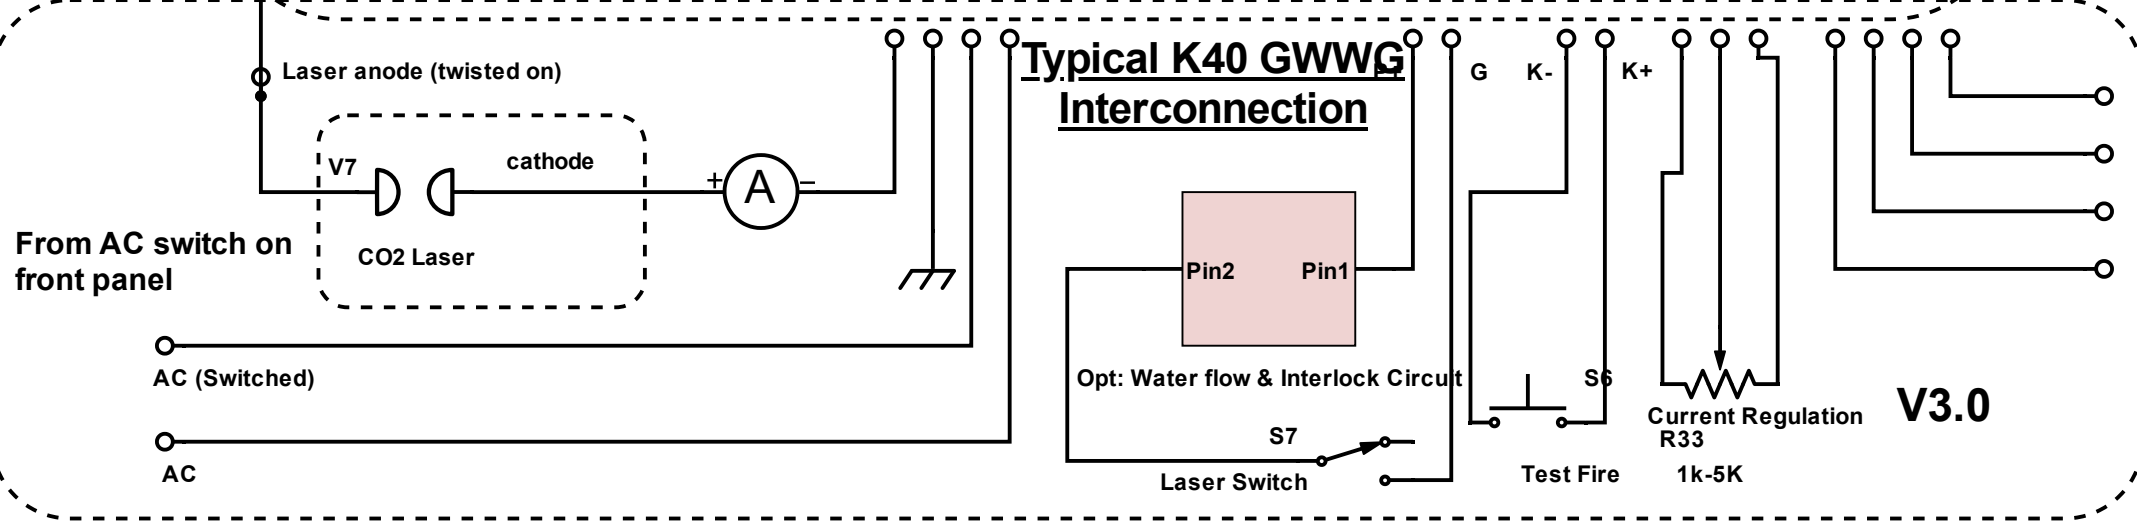 Typical K40 GWWG
Interconnection
Laser anode (twisted on)
G
K-
K+
V7
cathode
+
A
–
CO2 Laser
From AC switch on
front panel
Pin2
Pin1
AC (Switched)
Opt: Water flow & Interlock Circuit
S6
Current Regulation
R33
1k-5K
V3.0
S7
Laser Switch
Test Fire
AC